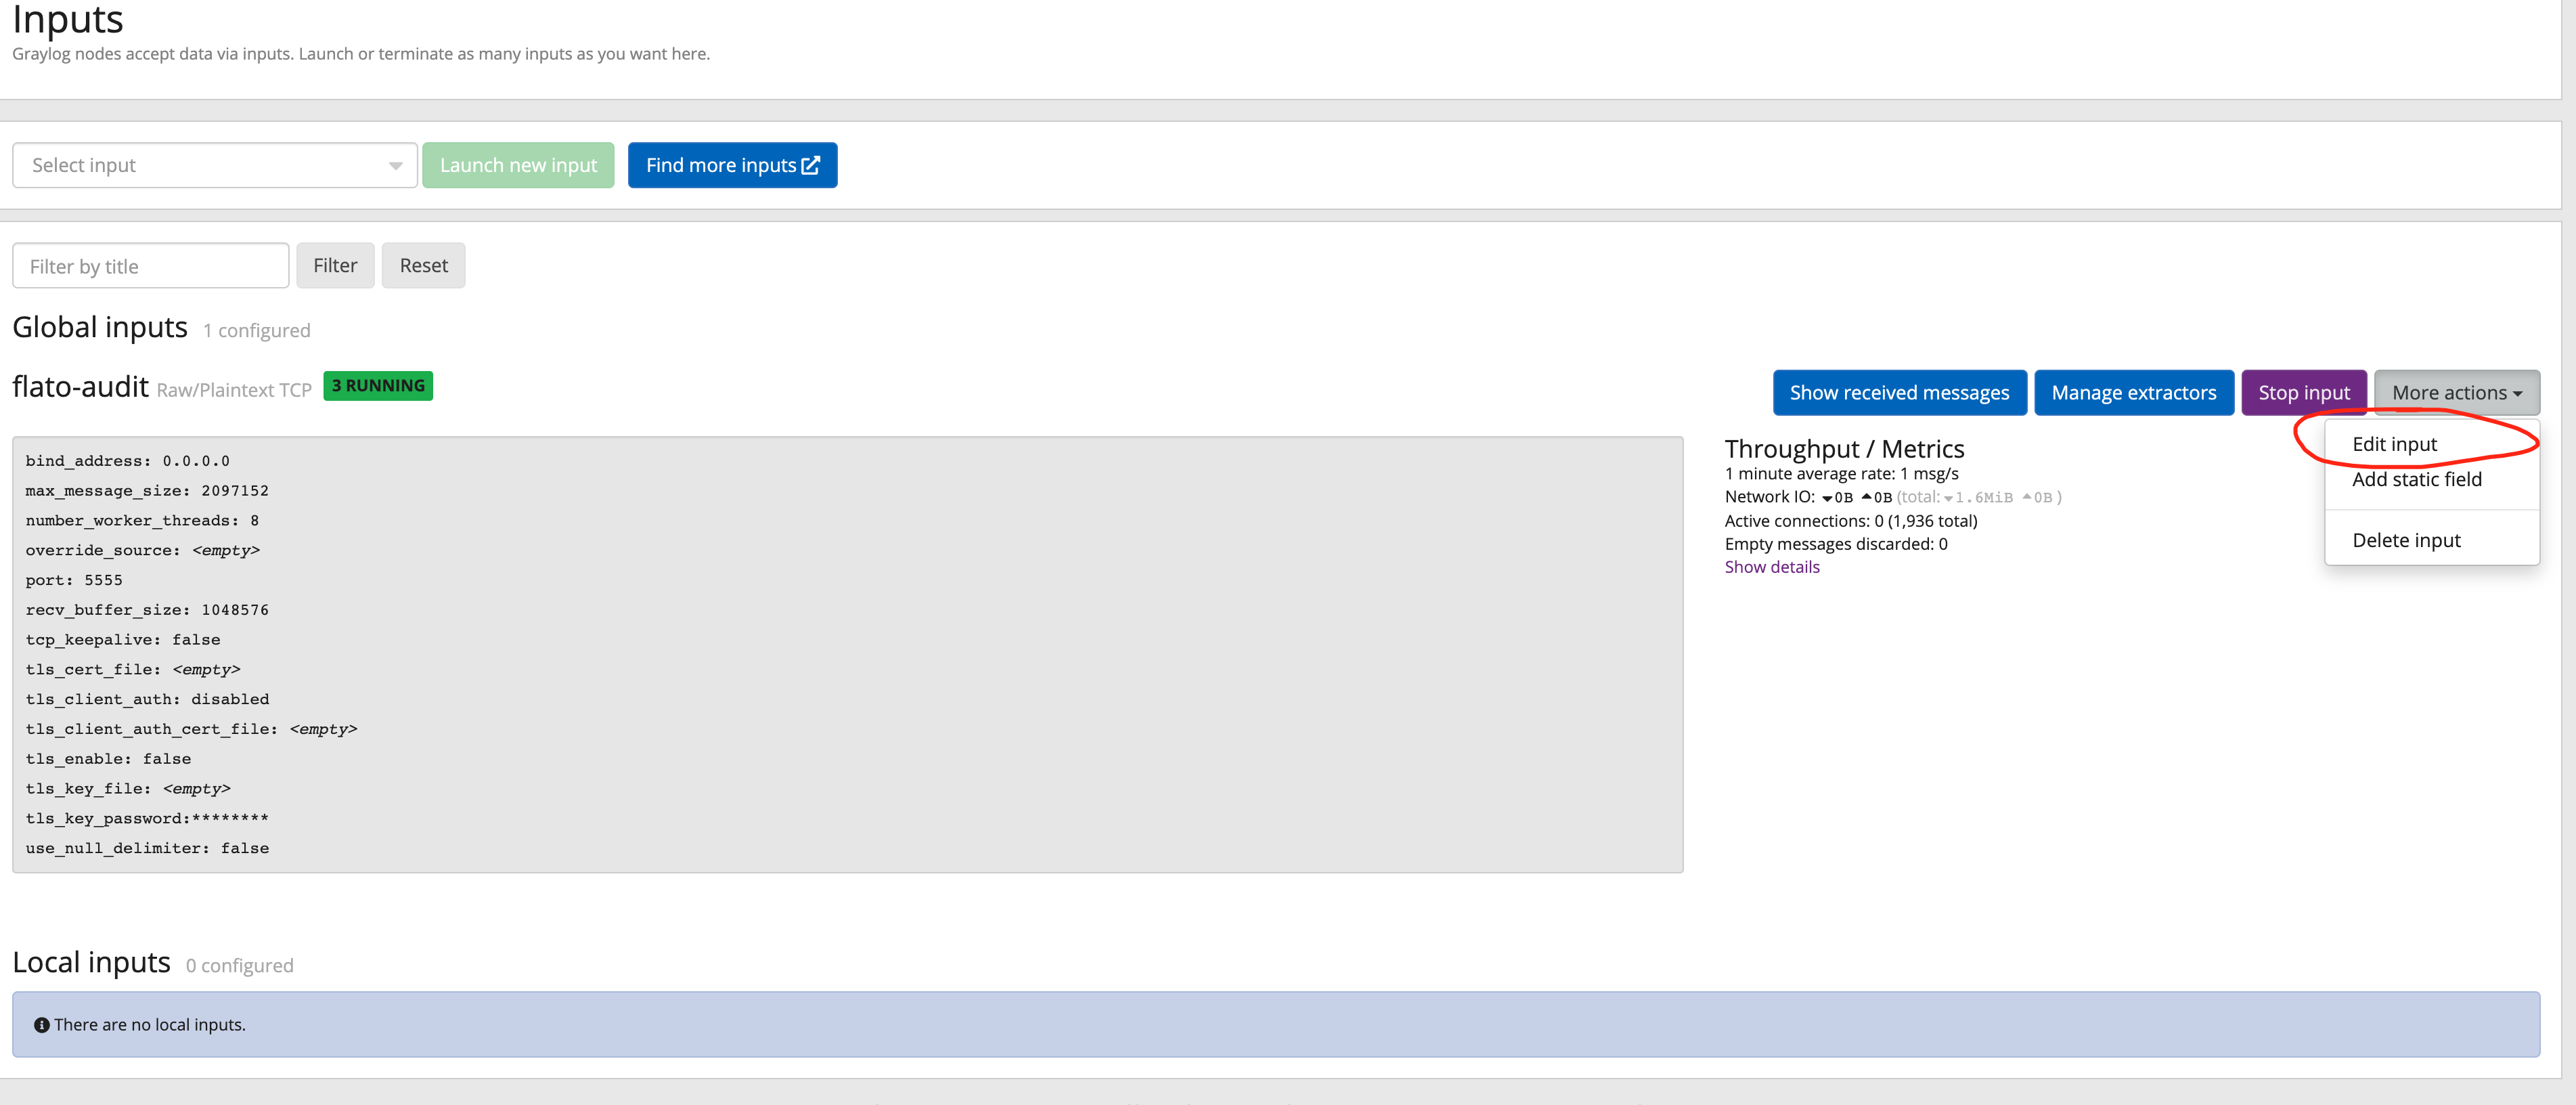 Inputs
Graylog nodes accept data via inputs. Launch or terminate as many inputs as you want here.
Select input
Launch new input
Find more inputs
Filter by title
Filter
Reset
Global inputs 1 configured
flato-audit Raw/Plaintext TCP 3 RUNNING
Show received messages
Manage extractors
Stop input
More actions
Edit input
Add static field
Delete input
bind_address: 0.0.0.0
max_message_size: 2097152
number_worker_threads: 8
override_source: <empty>
port: 5555
recv_buffer_size: 1048576
tcp_keepalive: false
tls_cert_file: <empty>
tls_client_auth: disabled
tls_client_auth_cert_file: <empty>
tls_enable: false
tls_key_file: <empty>
tls_key_password:********
use_null_delimiter: false
Throughput / Metrics
1 minute average rate: 1 msg/s
Network IO: 0B 0B (total: 1.6MiB 0B )
Active connections: 0 (1,936 total)
Empty messages discarded: 0
Show details
Local inputs 0 configured
There are no local inputs.